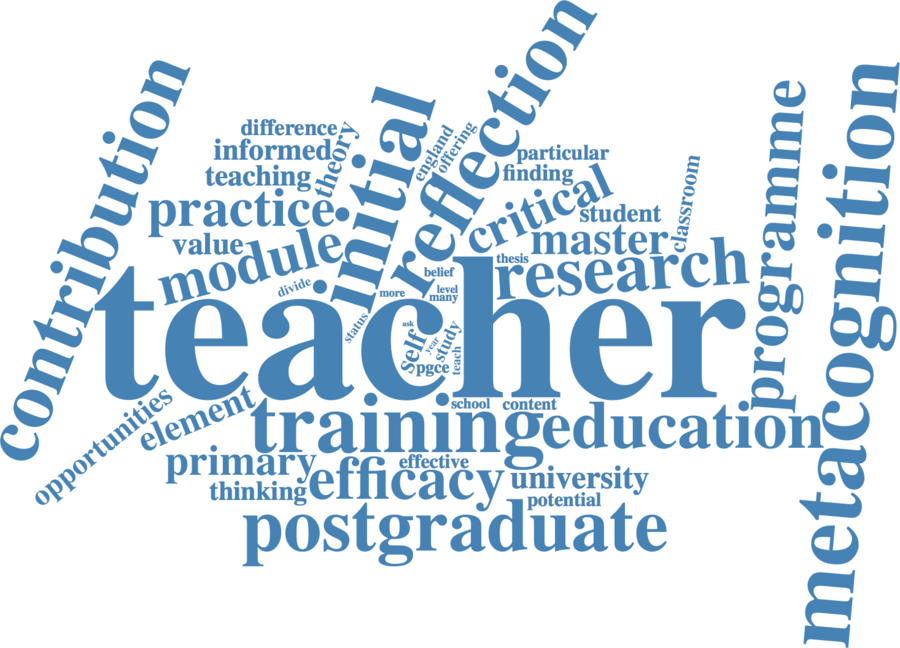 contribution
difference
informed
teaching
theory
practice
value
module
initial
england
offering
reflection
particular
finding
critical
student
master
classroom
programme
metacognition
thesis
research
belief
level
many
more
divide
status
teacher
ask
self
year
study
teach
pgce
school
content
opportunities
element
training
education
primary
effective
thinking
efficacy
university
potential
postgraduate